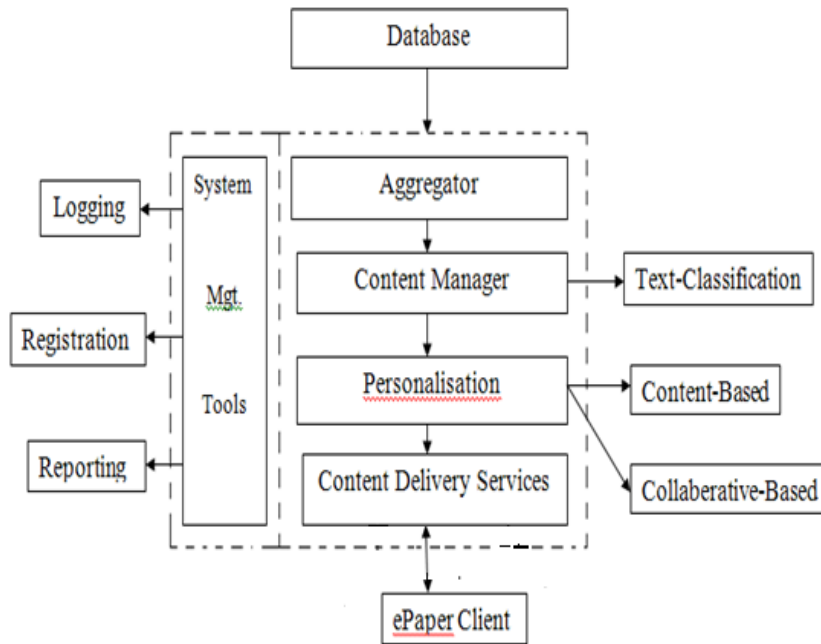 Database
System
Aggregator
Logging
Content Manager
Text-Classification
Mgt.
Registration
Personalisation
Content-Based
Tools
Reporting
Content Delivery Services
Collaberative-Based
ePaper Client